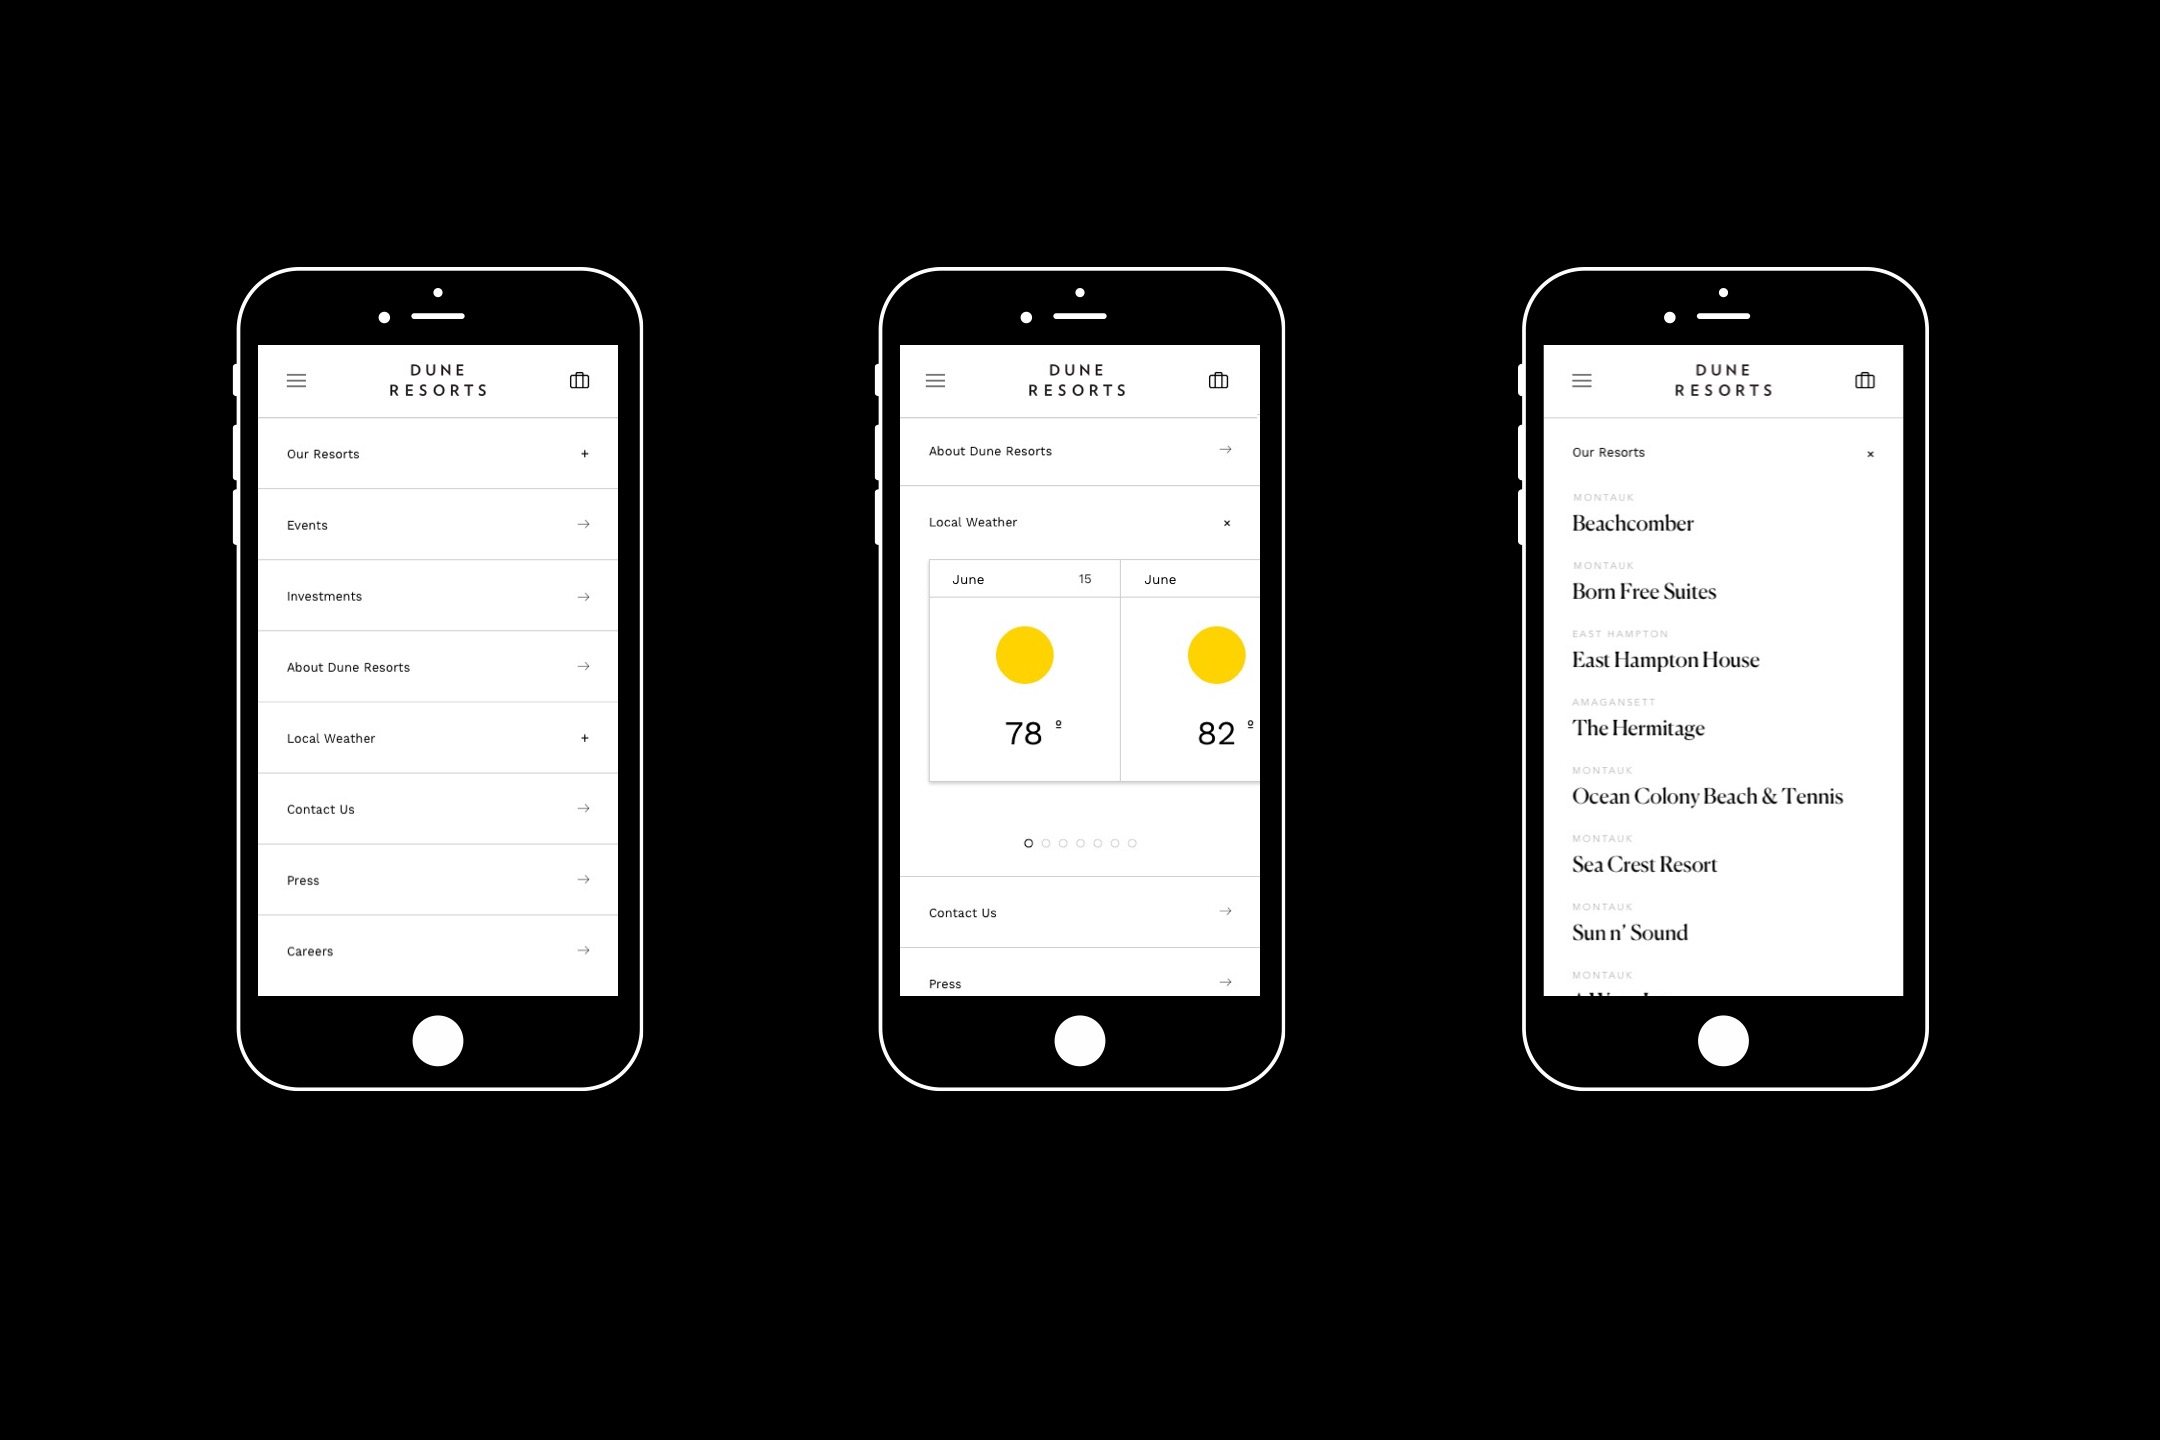 DUNE
RESORTS
Our Resorts +
Events →
Investments →
About Dune Resorts →
Local Weather +
Contact Us →
Press →
Careers →
DUNE
RESORTS
About Dune Resorts →
Local Weather ×
June 15 June
78 º 82 º
Contact Us →
Press →
DUNE
RESORTS
Our Resorts ×
MONTAUK
Beachcomber
MONTAUK
Born Free Suites
EAST HAMPTON
East Hampton House
AMAGANSETT
The Hermitage
MONTAUK
Ocean Colony Beach & Tennis
MONTAUK
Sea Crest Resort
MONTAUK
Sun n' Sound
MONTAUK